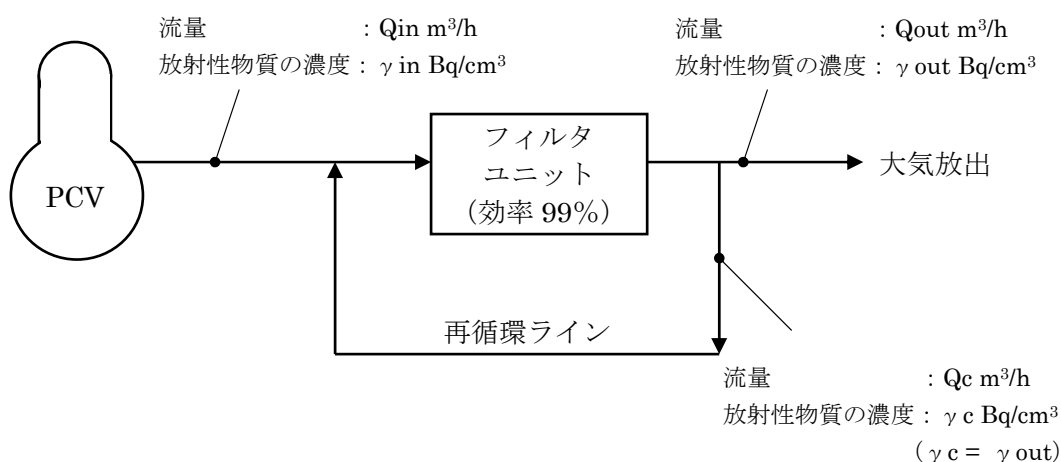 流量 : Qin m³/h
放射性物質の濃度 : γ in Bq/cm³
流量 : Qout m³/h
放射性物質の濃度 : γ out Bq/cm³
PCV
フィルタ
ユニット
(効率 99%)
大気放出
再循環ライン
流量 : Qc m³/h
放射性物質の濃度 : γ c Bq/cm³
(γ c = γ out)